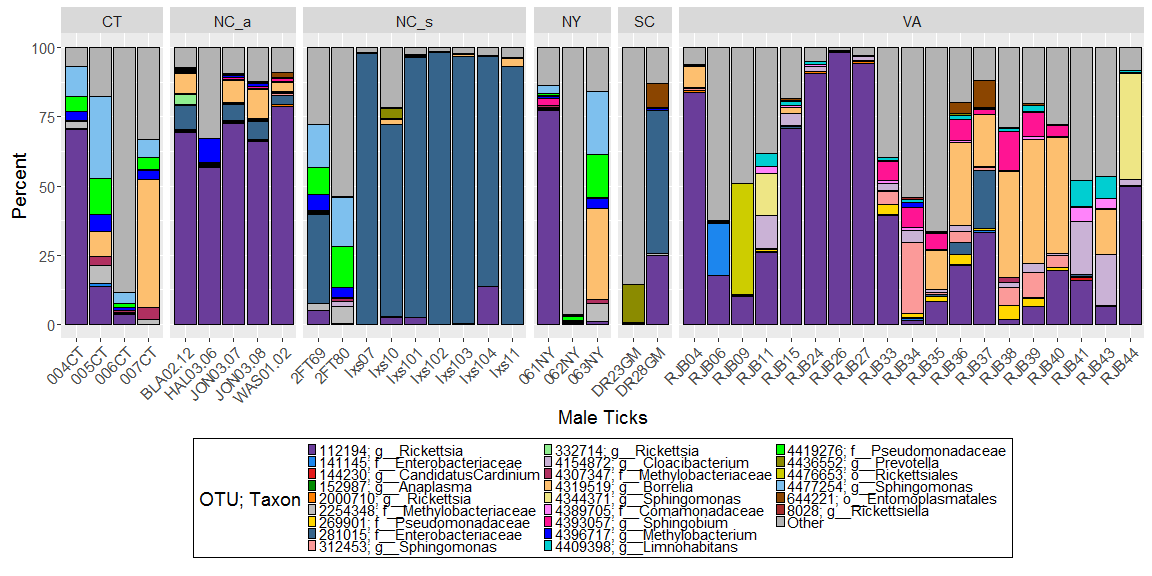 CT NC_a NC_s NY SC VA
100
75
50
25
0
Percent
004CT 005CT 006CT 007CT BLA02.12 HAL03.06 JON03.07 JON03.08 WAS01.02 2FT69 2FT80 Ixs07 Ixs10 Ixs101 Ixs102 Ixs103 Ixs104 Ixs11 061NY 062NY 063NY DR23GM DR28GM RJB04 RJB06 RJB09 RJB11 RJB15 RJB24 RJB26 RJB27 RJB33 RJB34 RJB35 RJB36 RJB37 RJB38 RJB39 RJB40 RJB41 RJB43 RJB44
Male Ticks
OTU; Taxon
112194; g__Rickettsia
141145; f__Enterobacteriaceae
144230; g__CandidatusCardinium
152987; g__Anaplasma
2000710; g__Rickettsia
2254348; f__Methylobacteriaceae
269901; f__Pseudomonadaceae
281015; f__Enterobacteriaceae
312453; g__Sphingomonas
332714; g__Rickettsia
4154872; g__Cloacibacterium
4307347; f__Methylobacteriaceae
4319519; g__Borrelia
4344371; g__Sphingomonas
4389705; f__Comamonadaceae
4393057; g__Sphingobium
4396717; g__Methylobacterium
4409398; g__Limnohabitans
4419276; f__Pseudomonadaceae
4436552; g__Prevotella
4476653; o__Rickettsiales
4477254; g__Sphingomonas
644221; o__Entomoplasmatales
8028; g__Rickettsiella
Other